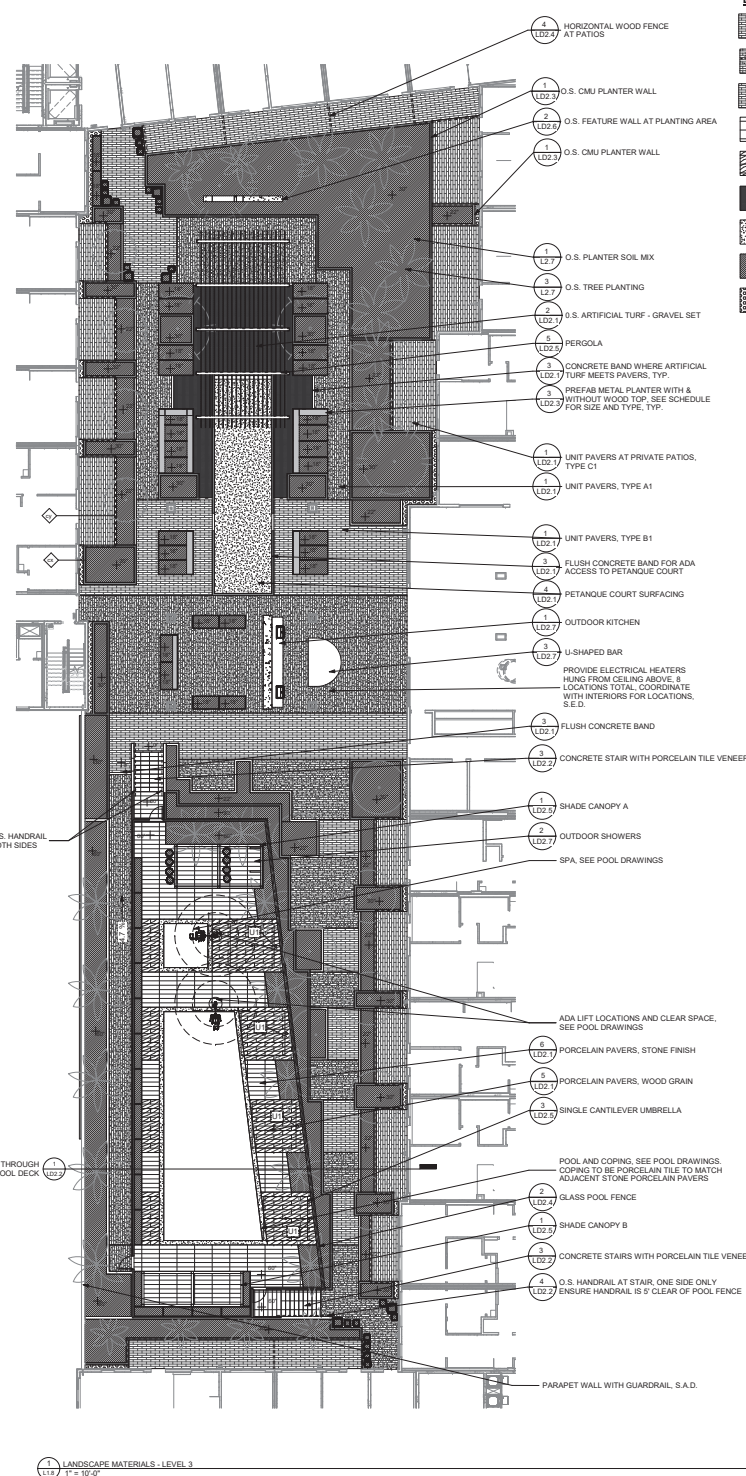 4
LD2.4
HORIZONTAL WOOD FENCE
AT PATIOS
1
LD2.3
O.S. CMU PLANTER WALL
2
LD2.6
O.S. FEATURE WALL AT PLANTING AREA
1
LD2.3
O.S. CMU PLANTER WALL
1
L2.7
O.S. PLANTER SOIL MIX
3
L2.7
O.S. TREE PLANTING
2
LD2.1
0.S. ARTIFICIAL TURF - GRAVEL SET
5
LD2.5
PERGOLA
3
LD2.1
CONCRETE BAND WHERE ARTIFICIAL
TURF MEETS PAVERS, TYP.
3
LD2.3
PREFAB METAL PLANTER WITH &
WITHOUT WOOD TOP, SEE SCHEDULE
FOR SIZE AND TYPE, TYP.
1
LD2.1
UNIT PAVERS AT PRIVATE PATIOS,
TYPE C1
1
LD2.1
UNIT PAVERS, TYPE A1
1
LD2.1
UNIT PAVERS, TYPE B1
3
LD2.1
FLUSH CONCRETE BAND FOR ADA
ACCESS TO PETANQUE COURT
4
LD2.1
PETANQUE COURT SURFACING
1
LD2.7
OUTDOOR KITCHEN
3
LD2.7
U-SHAPED BAR
PROVIDE ELECTRICAL HEATERS
HUNG FROM CEILING ABOVE, 8
LOCATIONS TOTAL, COORDINATE
WITH INTERIORS FOR LOCATIONS,
S.E.D.
3
LD2.1
FLUSH CONCRETE BAND
3
LD2.2
CONCRETE STAIR WITH PORCELAIN TILE VENEER
1
LD2.5
SHADE CANOPY A
2
LD2.7
OUTDOOR SHOWERS
S. HANDRAIL
OTH SIDES
SPA, SEE POOL DRAWINGS
4.7 %
U1
U1
U1
U1
ADA LIFT LOCATIONS AND CLEAR SPACE,
SEE POOL DRAWINGS
6
LD2.1
PORCELAIN PAVERS, STONE FINISH
5
LD2.1
PORCELAIN PAVERS, WOOD GRAIN
3
LD2.5
SINGLE CANTILEVER UMBRELLA
THROUGH
OOL DECK
1
LD2.2
POOL AND COPING, SEE POOL DRAWINGS.
COPING TO BE PORCELAIN TILE TO MATCH
ADJACENT STONE PORCELAIN PAVERS
2
LD2.4
GLASS POOL FENCE
1
LD2.5
SHADE CANOPY B
3
LD2.2
CONCRETE STAIRS WITH PORCELAIN TILE VENEE
4
LD2.2
O.S. HANDRAIL AT STAIR, ONE SIDE ONLY
ENSURE HANDRAIL IS 5' CLEAR OF POOL FENCE
PARAPET WALL WITH GUARDRAIL, S.A.D.
1
L1.8
LANDSCAPE MATERIALS - LEVEL 3
1" = 10'-0"